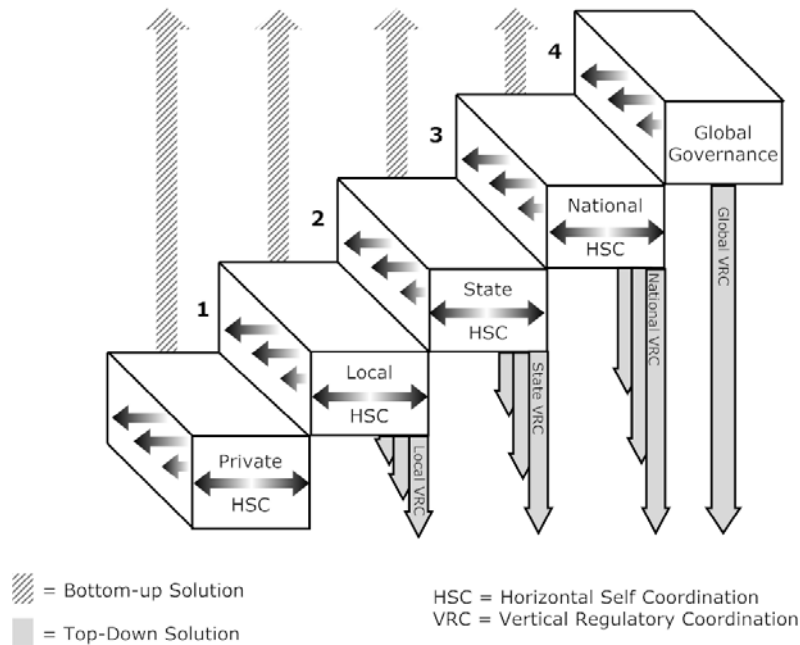 4
Global
Governance
3
National
HSC
Global VRC
2
State
HSC
National VRC
1
Local
HSC
State VRC
Private
HSC
Local VRC
= Bottom-up Solution
= Top-Down Solution
HSC = Horizontal Self Coordination
VRC = Vertical Regulatory Coordination